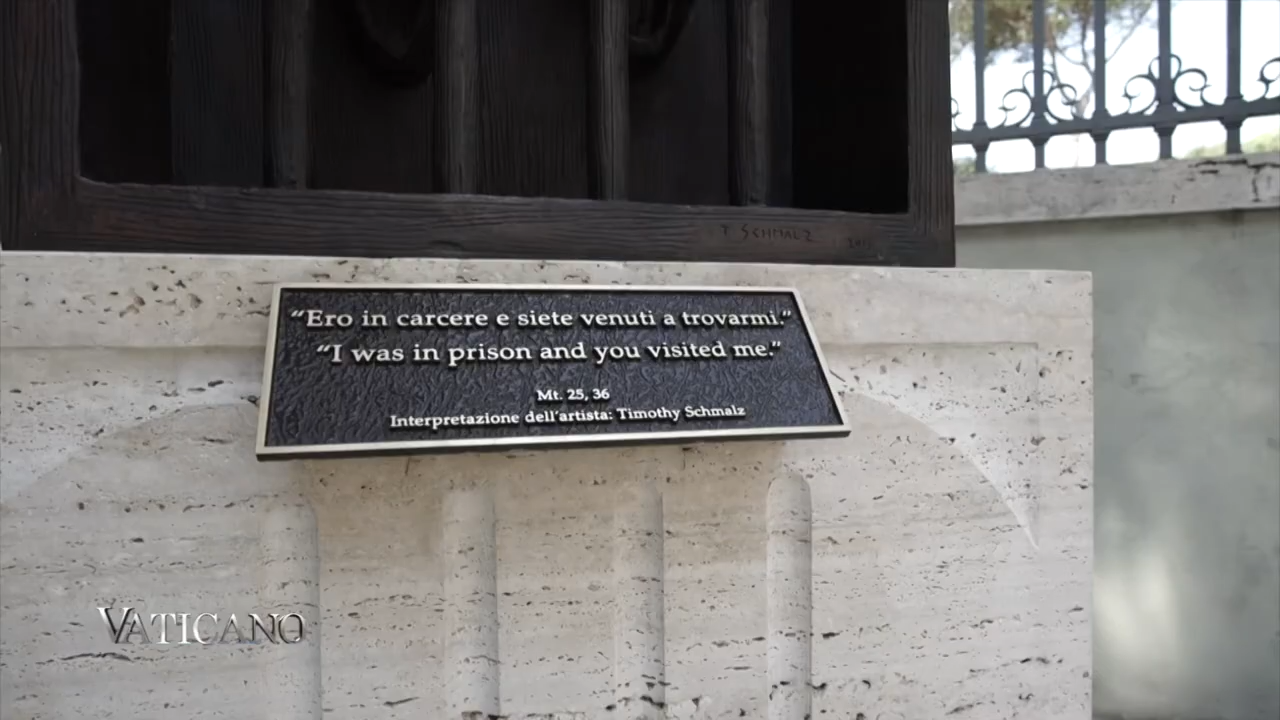 T SCHMALZ
“Ero in carcere e siete venuti a trovarmi.”
“I was in prison and you visited me.”
Mt. 25, 36
Interpretazione dell'artista: Timothy Schmalz
VATICANO